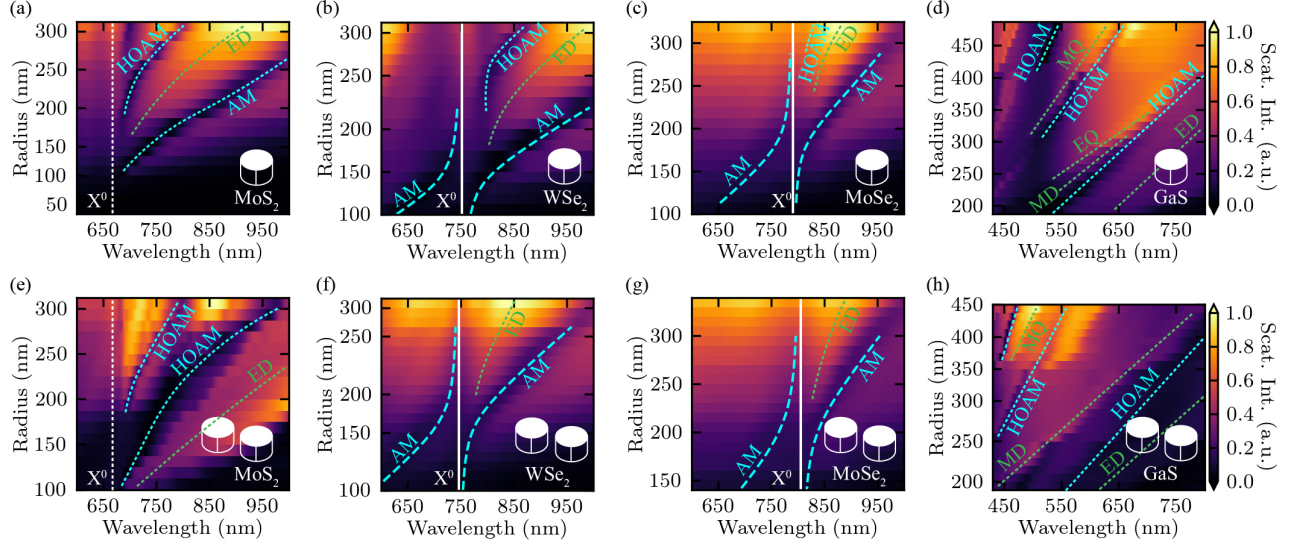 (a)
Radius (nm)
300
250
200
150
100
50
HOAM
ED
AM
X⁰
MoS₂
650 750 850 950
Wavelength (nm)
(b)
Radius (nm)
300
200
100
HOAM
ED
AM
AM
X⁰
WSe₂
650 750 850 950
Wavelength (nm)
(c)
Radius (nm)
300
250
200
150
100
HOAM
ED
AM
AM
X⁰
MoSe₂
650 750 850 950
Wavelength (nm)
(d)
Radius (nm)
450
400
350
300
250
200
HOAM
MQ
HOAM
HOAM
EQ
ED
MD
GaS
450 550 650 750
Wavelength (nm)
1.0
0.8
0.6
0.4
0.2
0.0
Scat. Int. (a.u.)
(e)
Radius (nm)
300
250
200
150
100
HOAM
HOAM
ED
X⁰
MoS₂
650 750 850 950
Wavelength (nm)
(f)
Radius (nm)
300
250
200
150
100
ED
AM
AM
X⁰
WSe₂
650 750 850 950
Wavelength (nm)
(g)
Radius (nm)
300
250
200
150
ED
AM
AM
X⁰
MoSe₂
650 750 850 950
Wavelength (nm)
(h)
Radius (nm)
450
400
350
300
250
200
MQ
HOAM
HOAM
MD
ED
GaS
450 550 650 750
Wavelength (nm)
1.0
0.8
0.6
0.4
0.2
0.0
Scat. Int. (a.u.)